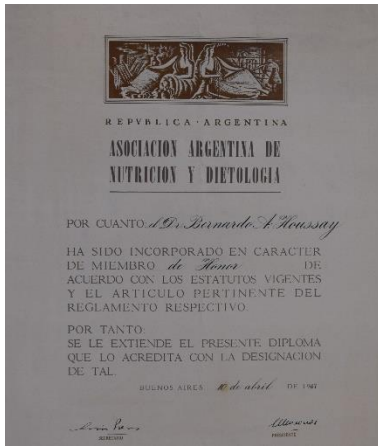 REPVBLICA · ARGENTINA
ASOCIACION ARGENTINA DE
NUTRICION Y DIETOLOGIA
POR CUANTO: el Dr. Bernardo A. Houssay
HA SIDO INCORPORADO EN CARACTER
DE MIEMBRO de Honor DE
ACUERDO CON LOS ESTATUTOS VIGENTES
Y EL ARTICULO PERTINENTE DEL
REGLAMENTO RESPECTIVO.
POR TANTO:
SE LE EXTIENDE EL PRESENTE DIPLOMA
QUE LO ACREDITA CON LA DESIGNACION
DE TAL.
BUENOS AIRES 10 de abril DE
PRESIDENTE